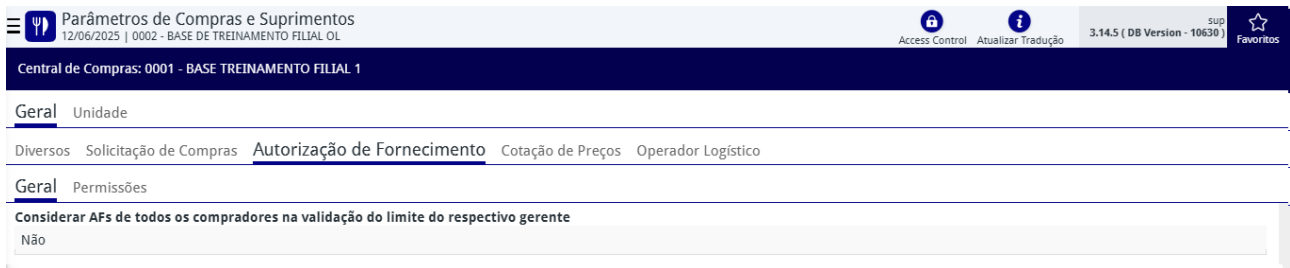 Parâmetros de Compras e Suprimentos
12/06/2025 | 0002 - BASE DE TREINAMENTO FILIAL OL
Access Control
Atualizar Tradução
sup
3.14.5 ( DB Version - 10630 )
Favoritos
Central de Compras: 0001 - BASE TREINAMENTO FILIAL 1
Geral Unidade
Diversos Solicitação de Compras Autorização de Fornecimento Cotação de Preços Operador Logístico
Geral Permissões
Considerar AFs de todos os compradores na validação do limite do respectivo gerente
Não